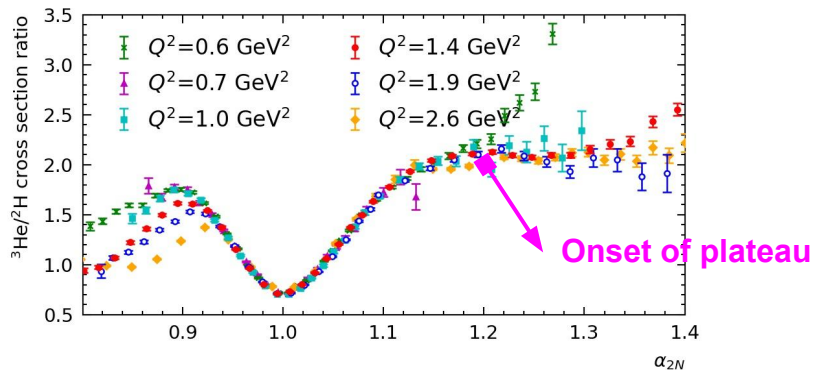 3.5
3.0
2.5
2.0
1.5
1.0
0.5
³He/²H cross section ratio
Q²=0.6 GeV² Q²=1.4 GeV²
Q²=0.7 GeV² Q²=1.9 GeV²
Q²=1.0 GeV² Q²=2.6 GeV²
Onset of plateau
0.9 1.0 1.1 1.2 1.3 1.4
α₂N